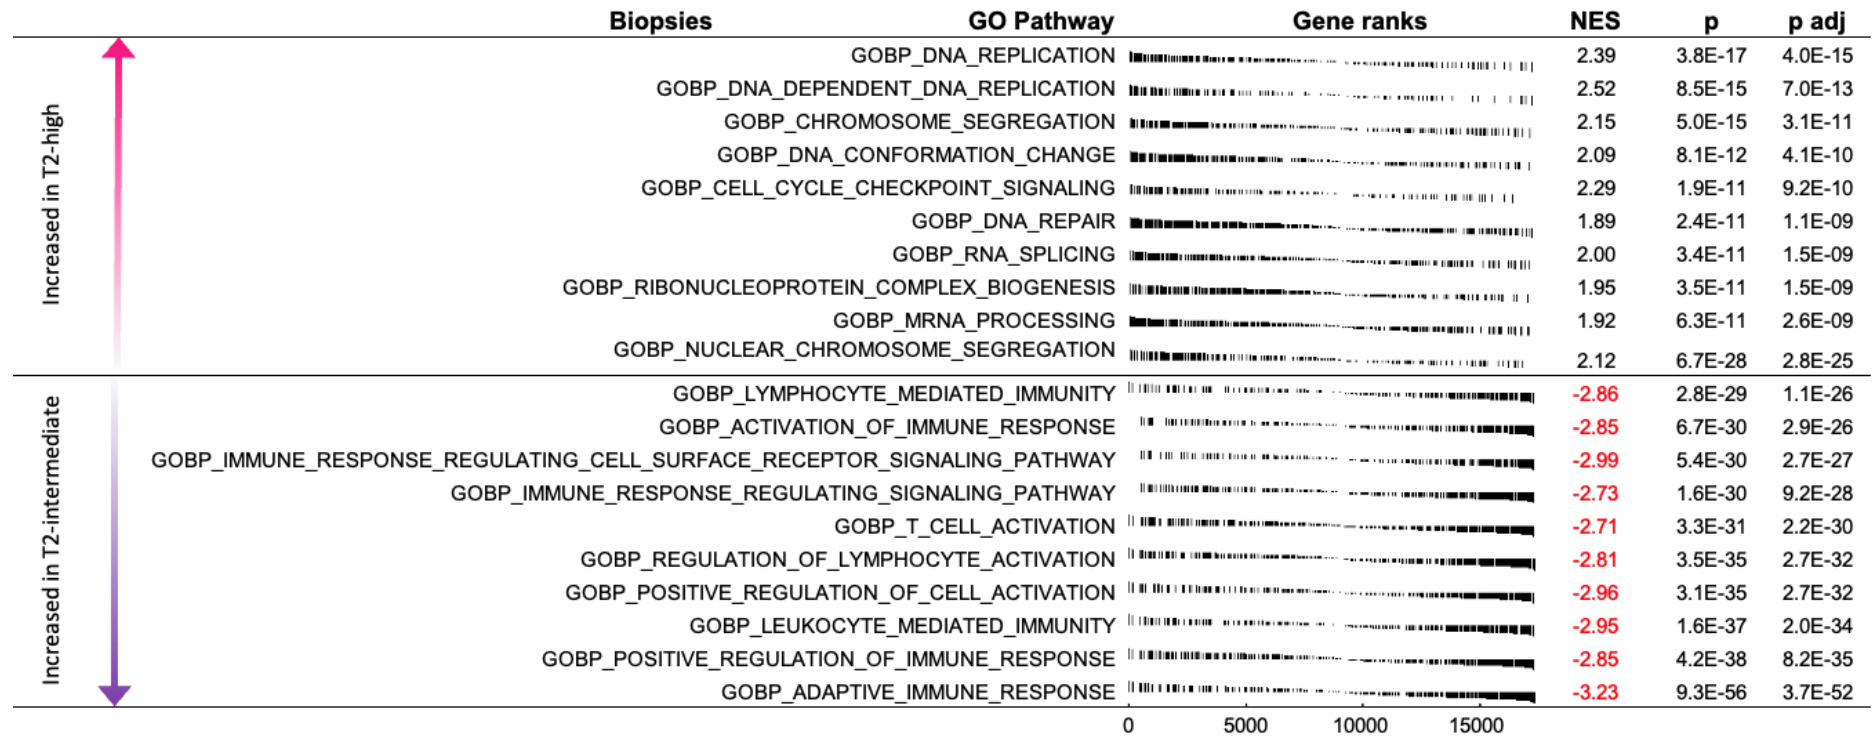 Biopsies GO Pathway Gene ranks NES p p adj
Increased in T2-high
GOBP_DNA_REPLICATION 2.39 3.8E-17 4.0E-15
GOBP_DNA_DEPENDENT_DNA_REPLICATION 2.52 8.5E-15 7.0E-13
GOBP_CHROMOSOME_SEGREGATION 2.15 5.0E-15 3.1E-11
GOBP_DNA_CONFORMATION_CHANGE 2.09 8.1E-12 4.1E-10
GOBP_CELL_CYCLE_CHECKPOINT_SIGNALING 2.29 1.9E-11 9.2E-10
GOBP_DNA_REPAIR 1.89 2.4E-11 1.1E-09
GOBP_RNA_SPLICING 2.00 3.4E-11 1.5E-09
GOBP_RIBONUCLEOPROTEIN_COMPLEX_BIOGENESIS 1.95 3.5E-11 1.5E-09
GOBP_MRNA_PROCESSING 1.92 6.3E-11 2.6E-09
GOBP_NUCLEAR_CHROMOSOME_SEGREGATION 2.12 6.7E-28 2.8E-25
Increased in T2-intermediate
GOBP_LYMPHOCYTE_MEDIATED_IMMUNITY -2.86 2.8E-29 1.1E-26
GOBP_ACTIVATION_OF_IMMUNE_RESPONSE -2.85 6.7E-30 2.9E-26
GOBP_IMMUNE_RESPONSE_REGULATING_CELL_SURFACE_RECEPTOR_SIGNALING_PATHWAY -2.99 5.4E-30 2.7E-27
GOBP_IMMUNE_RESPONSE_REGULATING_SIGNALING_PATHWAY -2.73 1.6E-30 9.2E-28
GOBP_T_CELL_ACTIVATION -2.71 3.3E-31 2.2E-30
GOBP_REGULATION_OF_LYMPHOCYTE_ACTIVATION -2.81 3.5E-35 2.7E-32
GOBP_POSITIVE_REGULATION_OF_CELL_ACTIVATION -2.96 3.1E-35 2.7E-32
GOBP_LEUKOCYTE_MEDIATED_IMMUNITY -2.95 1.6E-37 2.0E-34
GOBP_POSITIVE_REGULATION_OF_IMMUNE_RESPONSE -2.85 4.2E-38 8.2E-35
GOBP_ADAPTIVE_IMMUNE_RESPONSE -3.23 9.3E-56 3.7E-52
0 5000 10000 15000